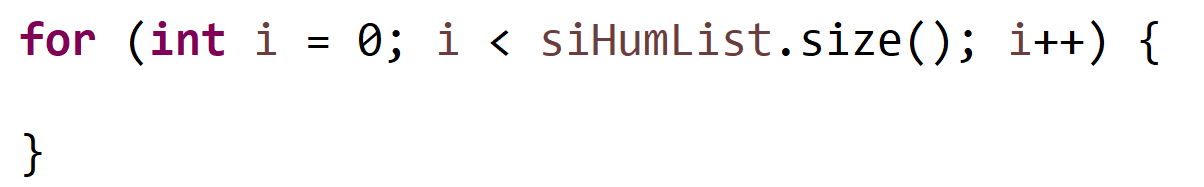 for (int i = 0; i < siHumList.size(); i++) {
}